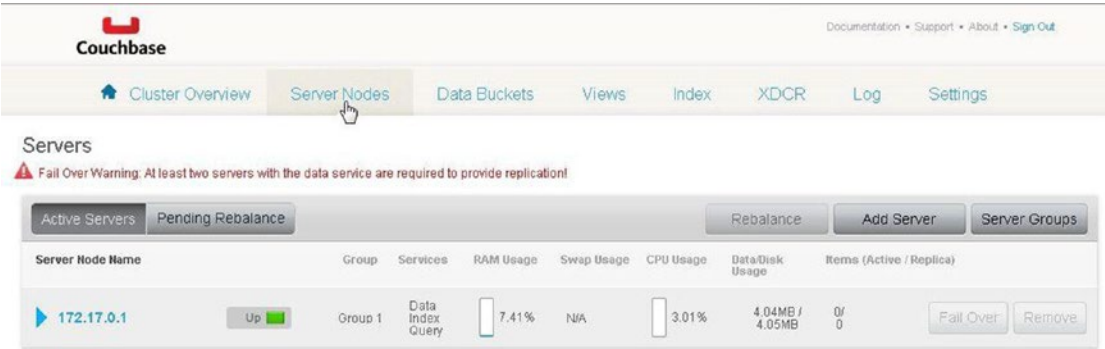 Couchbase
Documentation • Support • About • Sign Out
Cluster Overview Server Nodes Data Buckets Views Index XDCR Log Settings
Servers
Fail Over Warning: At least two servers with the data service are required to provide replication!
Active Servers Pending Rebalance Rebalance Add Server Server Groups
Server Node Name Group Services RAM Usage Swap Usage CPU Usage Data/Disk Usage Items (Active / Replica)
172.17.0.1 Up Group 1 Data Index Query 7.41% N/A 3.01% 4.04MB / 4.05MB 0/ 0 Fail Over Remove